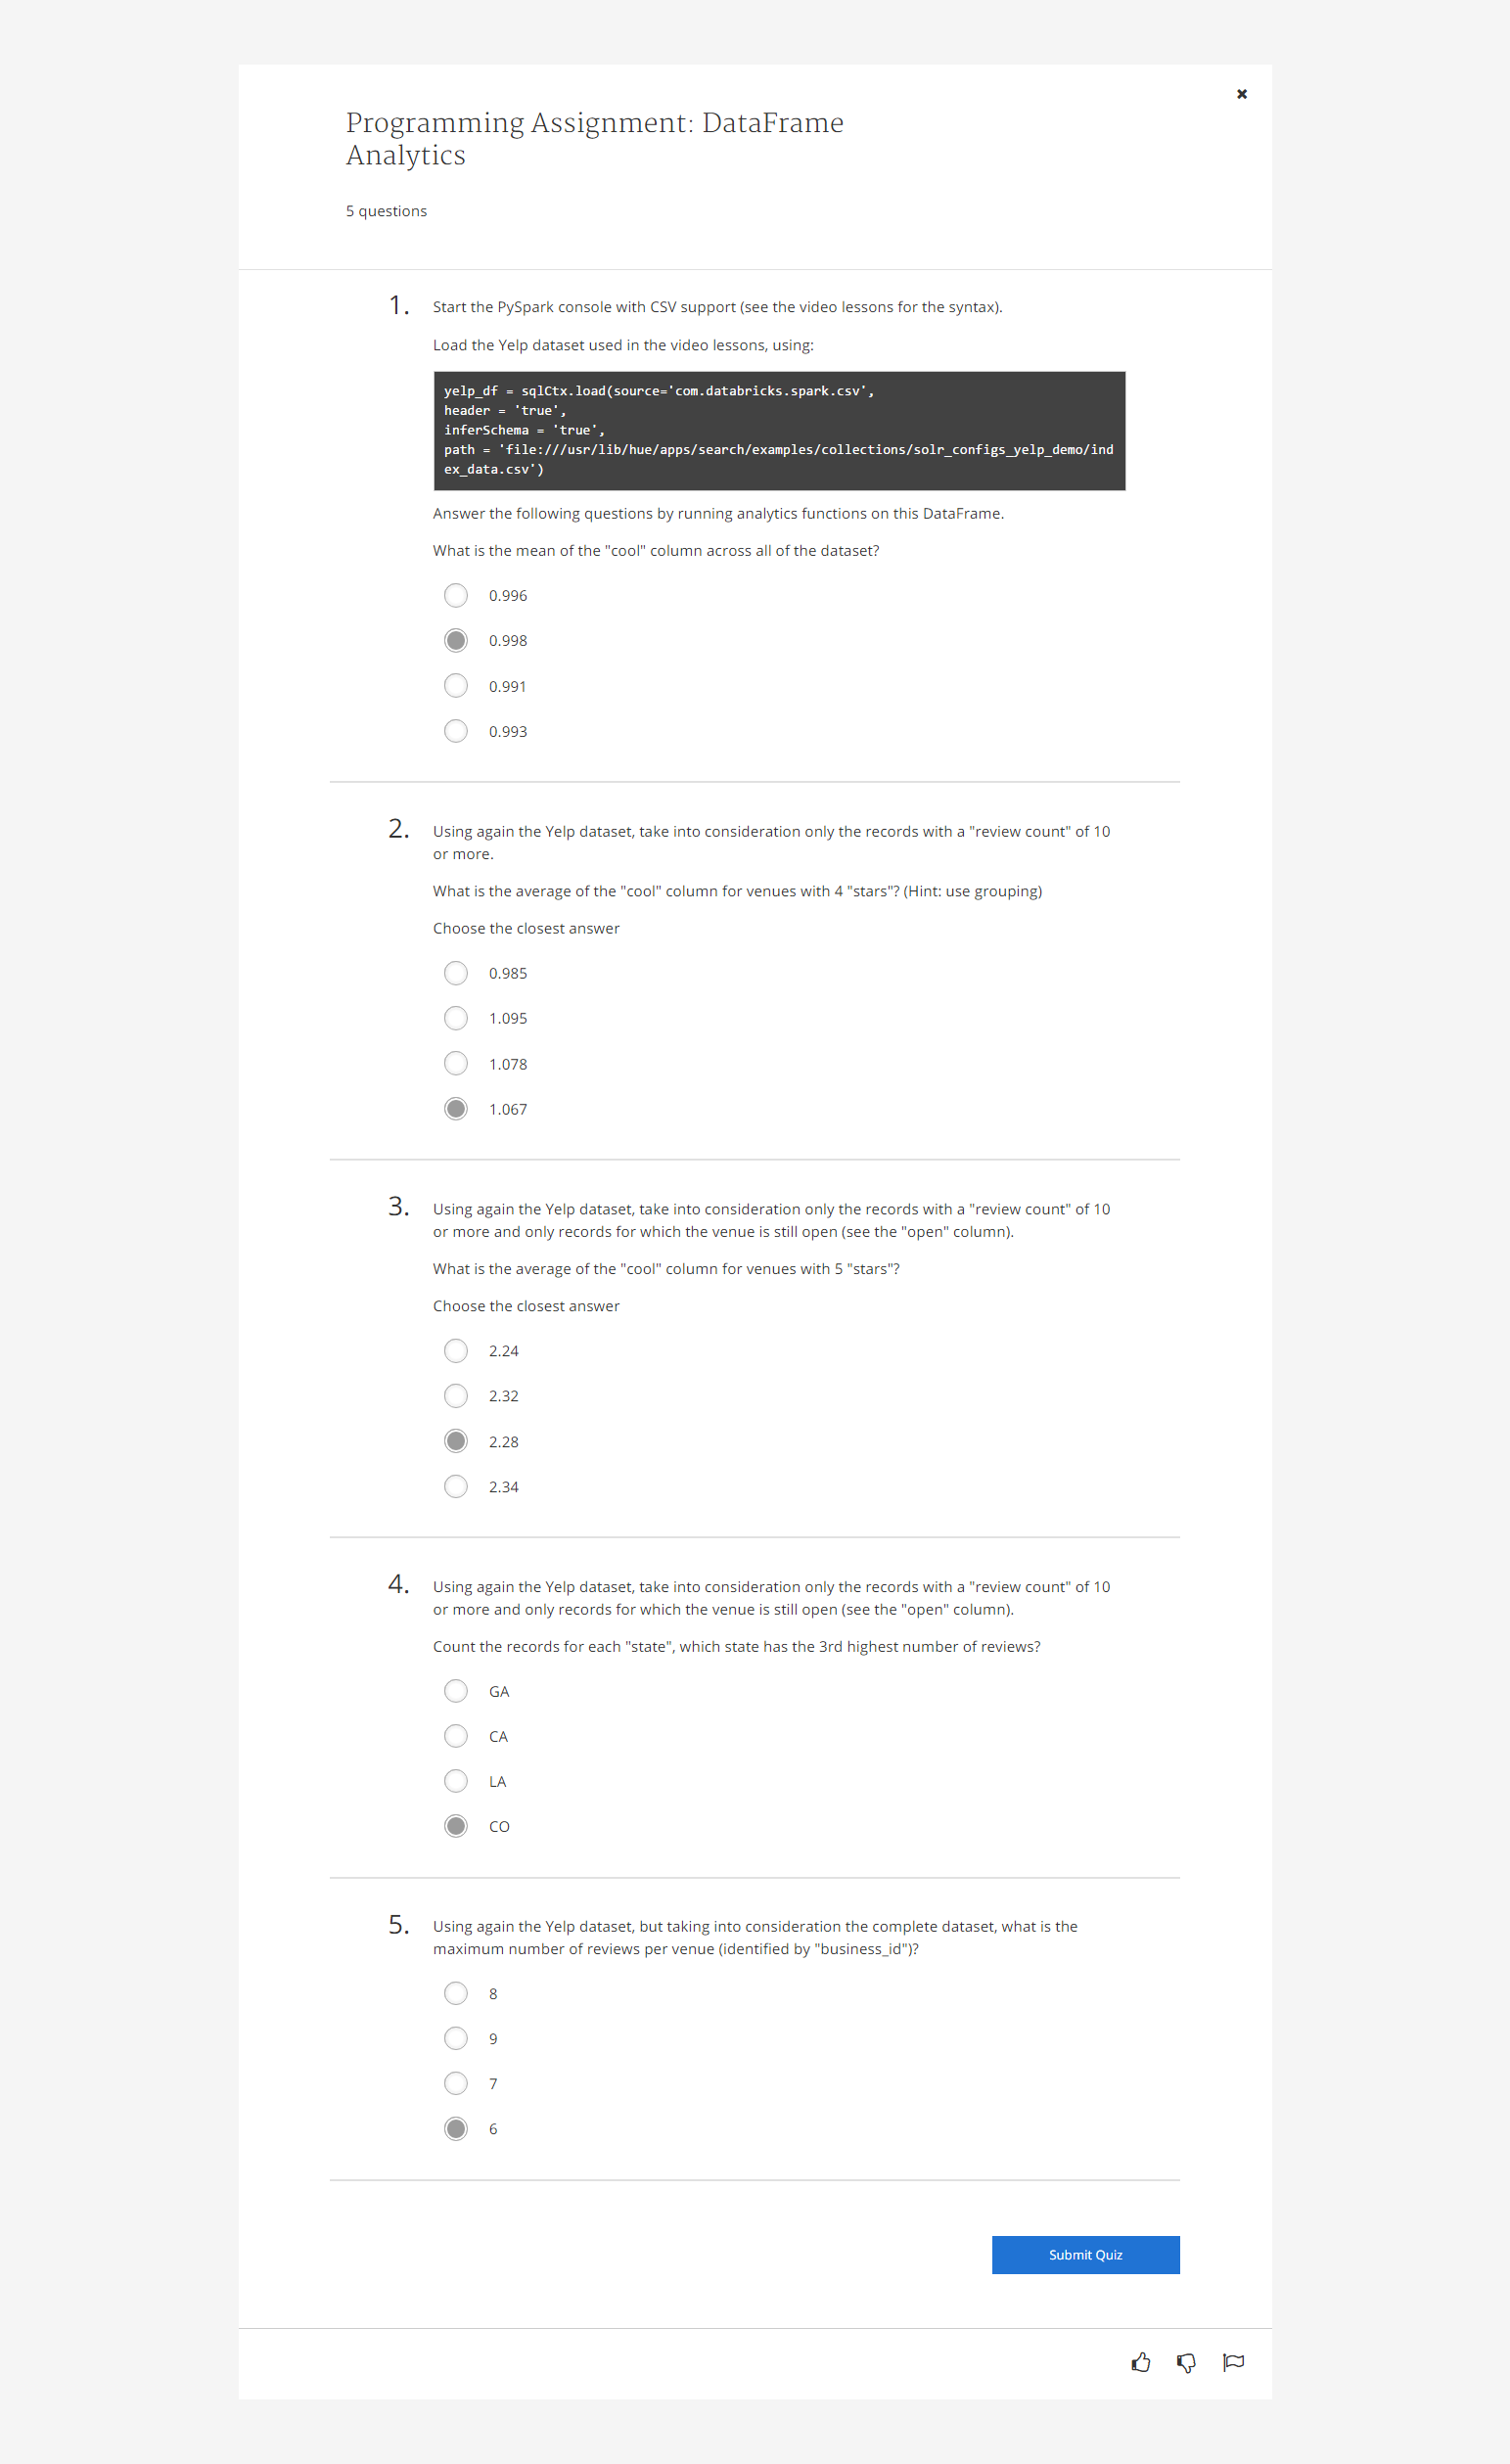 Programming Assignment: DataFrame
Analytics
5 questions
1.
Start the PySpark console with CSV support (see the video lessons for the syntax).
Load the Yelp dataset used in the video lessons, using:
yelp_df = sqlCtx.load(source='com.databricks.spark.csv',
header = 'true',
inferSchema = 'true',
path = 'file:///usr/lib/hue/apps/search/examples/collections/solr_configs_yelp_demo/ind
ex_data.csv')
Answer the following questions by running analytics functions on this DataFrame.
What is the mean of the "cool" column across all of the dataset?
0.996
0.998
0.991
0.993
2.
Using again the Yelp dataset, take into consideration only the records with a "review count" of 10
or more.
What is the average of the "cool" column for venues with 4 "stars"? (Hint: use grouping)
Choose the closest answer
0.985
1.095
1.078
1.067
3.
Using again the Yelp dataset, take into consideration only the records with a "review count" of 10
or more and only records for which the venue is still open (see the "open" column).
What is the average of the "cool" column for venues with 5 "stars"?
Choose the closest answer
2.24
2.32
2.28
2.34
4.
Using again the Yelp dataset, take into consideration only the records with a "review count" of 10
or more and only records for which the venue is still open (see the "open" column).
Count the records for each "state", which state has the 3rd highest number of reviews?
GA
CA
LA
CO
5.
Using again the Yelp dataset, but taking into consideration the complete dataset, what is the
maximum number of reviews per venue (identified by "business_id")?
8
9
7
6
Submit Quiz